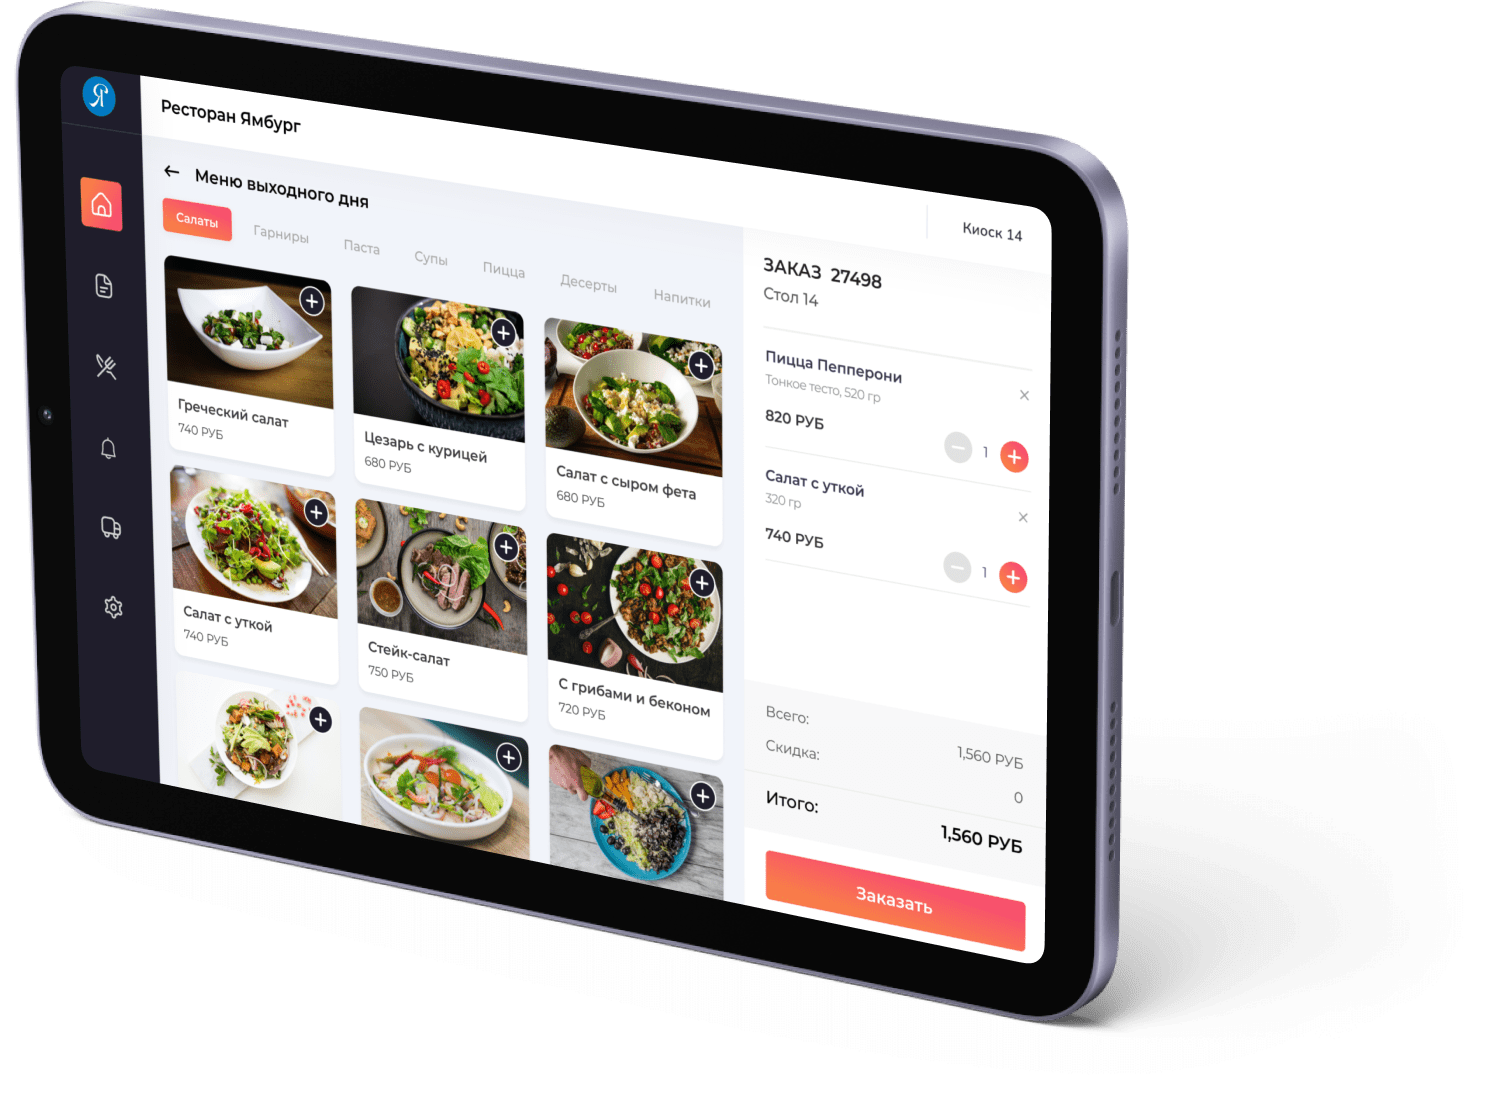 Я
Ресторан Ямбург
Киоск 14
Меню выходного дня
Салаты
Гарниры
Паста
Супы
Пицца
Десерты
Напитки
Греческий салат
740 РУБ
Цезарь с курицей
680 РУБ
Салат с сыром фета
680 РУБ
Салат с уткой
740 РУБ
Стейк-салат
750 РУБ
С грибами и беконом
720 РУБ
ЗАКАЗ 27498
Стол 14
Пицца Пепперони
Тонкое тесто, 520 гр
820 РУБ
1
Салат с уткой
320 гр
740 РУБ
1
Всего:
1,560 РУБ
Скидка:
0
Итого:
1,560 РУБ
Заказать